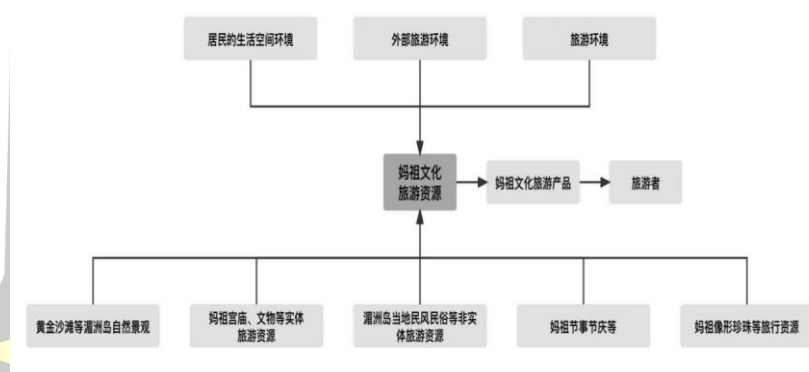 居民的生活空间环境
外部旅游环境
旅游环境
妈祖文化
旅游资源
妈祖文化旅游产品
旅游者
黄金沙滩等湄洲岛自然景观
妈祖宫庙、文物等实体
旅游资源
湄洲岛当地民风民俗等非实
体旅游资源
妈祖节事节庆等
妈祖像形珍珠等旅行资源